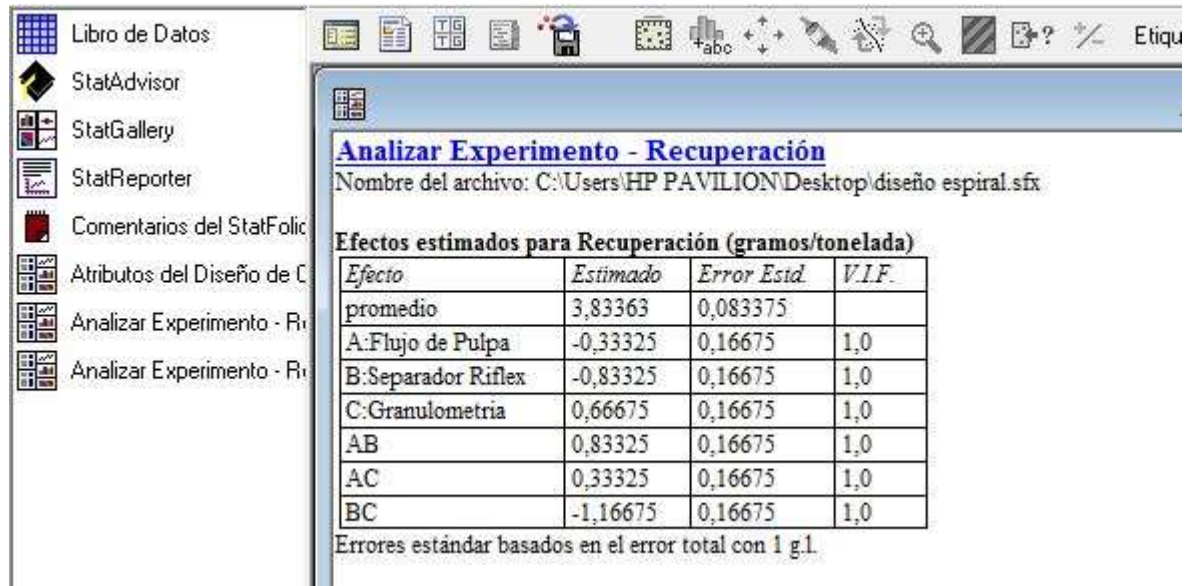 Libro de Datos
StatAdvisor
StatGallery
StatReporter
Comentarios del StatFolio
Atributos del Diseño de C
Analizar Experimento - R
Analizar Experimento - R
Etiqu
Analizar Experimento - Recuperación
Nombre del archivo: C:\Users\HP PAVILION\Desktop\diseño espiral.sfx
Efectos estimados para Recuperación (gramos/tonelada)
Efecto Estimado Error Estd. V.I.F.
promedio 3,83363 0,083375
A:Flujo de Pulpa -0,33325 0,16675 1,0
B:Separador Riflex -0,83325 0,16675 1,0
C:Granulometria 0,66675 0,16675 1,0
AB 0,83325 0,16675 1,0
AC 0,33325 0,16675 1,0
BC -1,16675 0,16675 1,0
Errores estándar basados en el error total con 1 g.l.